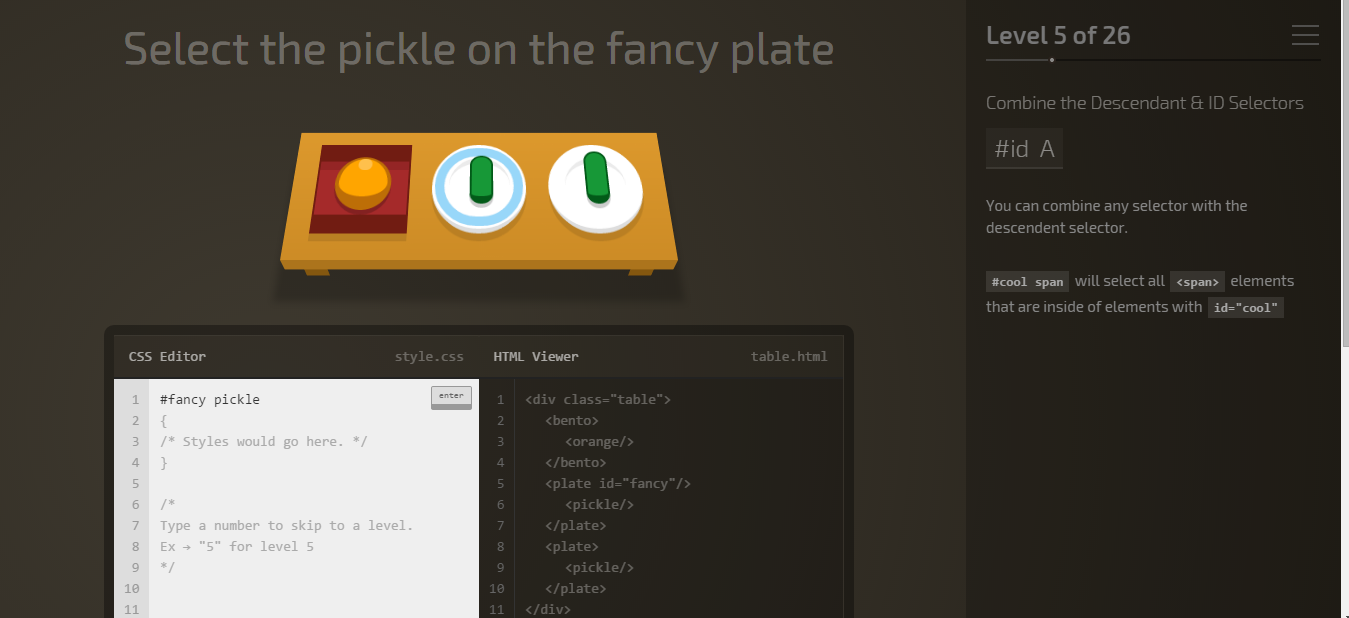 Select the pickle on the fancy plate
CSS Editor style.css
1 #fancy pickle
enter
2 {
3 /* Styles would go here. */
4 }
5
6 /*
7 Type a number to skip to a level.
8 Ex → "5" for level 5
9 */
10
11
HTML Viewer table.html
1 <div class="table">
2 <bento>
3 <orange/>
4 </bento>
5 <plate id="fancy"/>
6 <pickle/>
7 </plate>
8 <plate>
9 <pickle/>
10 </plate>
11 </div>
Level 5 of 26
Combine the Descendant & ID Selectors
#id A
You can combine any selector with the
descendent selector.
#cool span will select all <span> elements
that are inside of elements with id="cool"